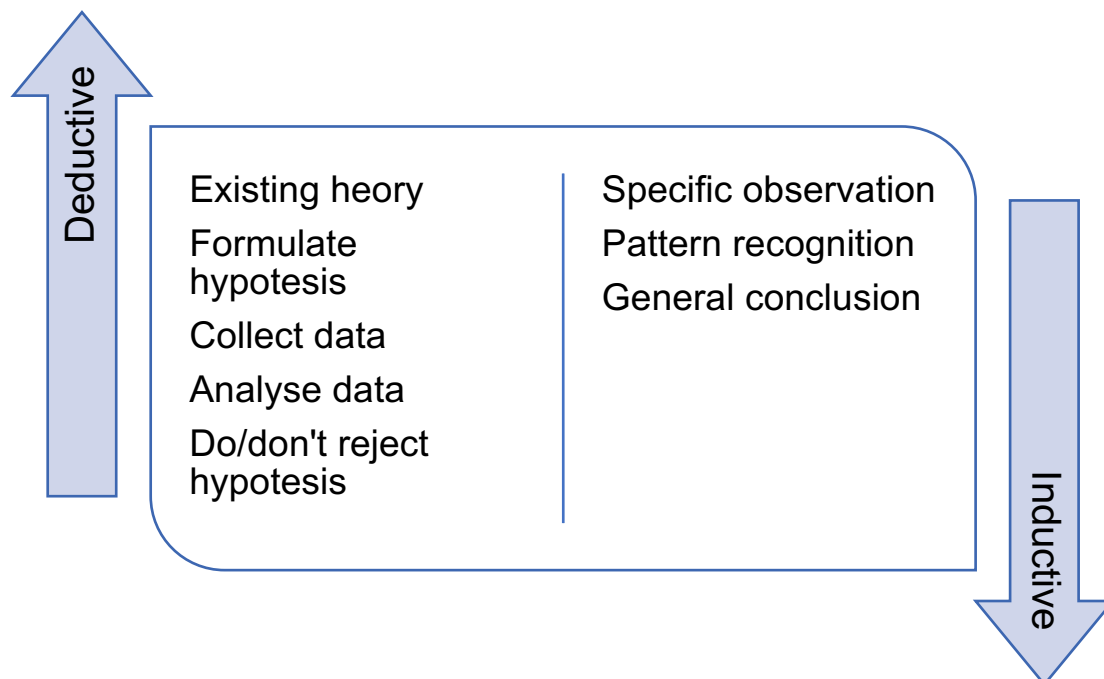 Deductive
Existing heory
Formulate
hypotesis
Collect data
Analyse data
Do/don't reject
hypotesis
Specific observation
Pattern recognition
General conclusion
Inductive